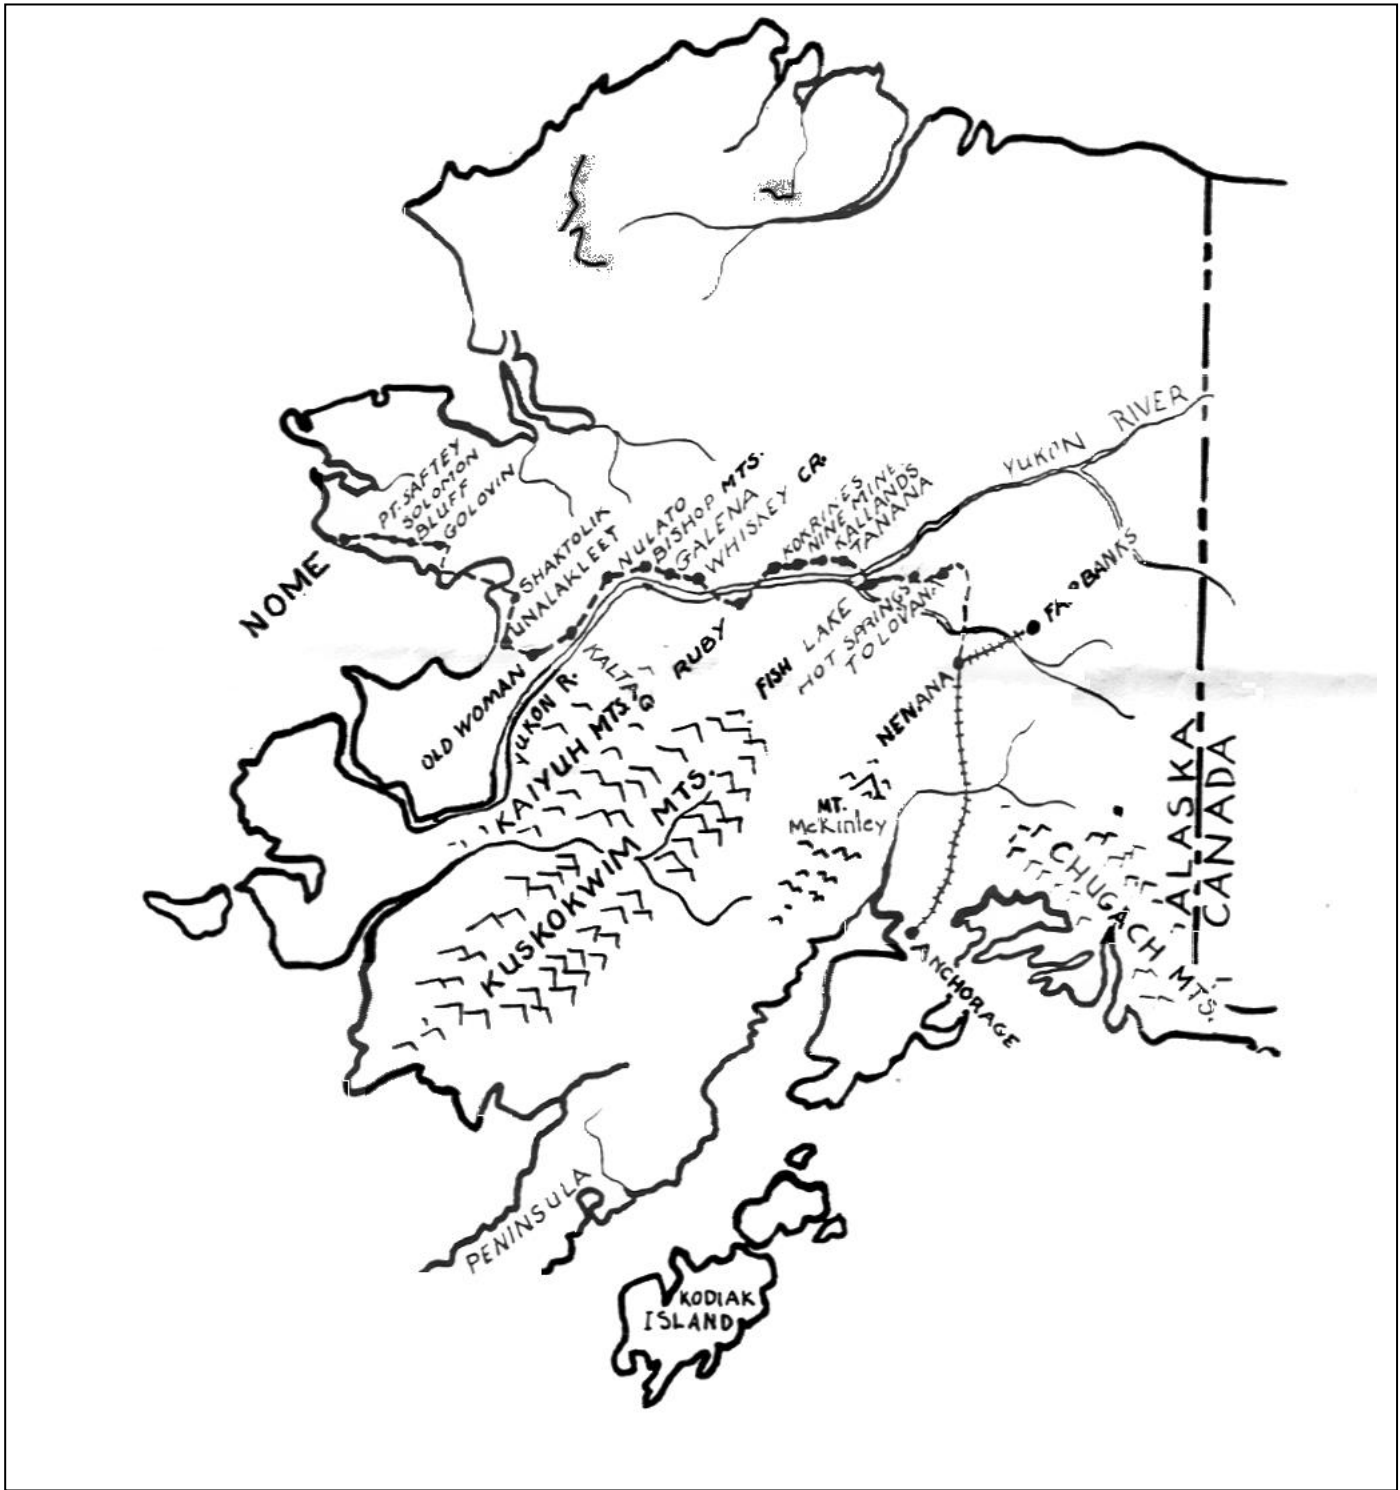 YUKON RIVER
PT. SAFTEY
SOLOMON
BLUFF
GOLOVIN
NOME
SHAKTOLIK
UNALAKLEET
NULATO
BISHOP MTS.
GALENA
WHISKEY CR.
KOKRINES
NINE MINE
KALLANDS
TANANA
FISH LAKE
HOT SPRINGS
TOLOVANA
FAIRBANKS
NENANA
RUBY
KALTAG
OLD WOMAN
YUKON R.
KAIYUH MTS.
KUSKOKWIM MTS.
MT.
McKinley
CHUGACH MTS.
ALASKA
CANADA
ANCHORAGE
PENINSULA
KODIAK
ISLAND